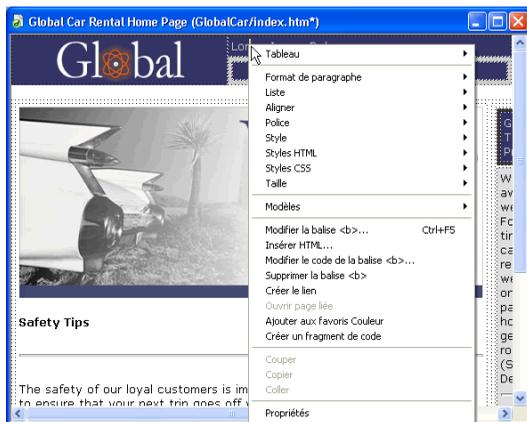 Global Car Rental Home Page (GlobalCar/index.htm*)
Global
Tableau
Format de paragraphe
Liste
Aligner
Police
Style
Styles HTML
Styles CSS
Taille
Modèles
Modifier la balise <b>... Ctrl+F5
Insérer HTML...
Modifier le code de la balise <b>...
Supprimer la balise <b>
Créer le lien
Ouvrir page liée
Ajouter aux favoris Couleur
Créer un fragment de code
Couper
Copier
Coller
Propriétés
Safety Tips
The safety of our loyal customers is im
to ensure that your next trip goes off